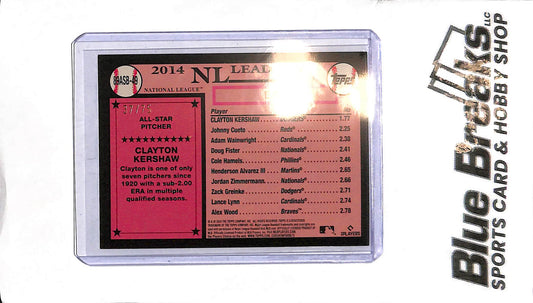 89ASB-49
2014 NL LEA
NATIONAL LEAGUE
Topps
ALL-STAR
PITCHER
CLAYTON
KERSHAW
Clayton is one of only
seven pitchers since
1920 with a sub-2.00
ERA in multiple
qualified seasons.
Player
CLAYTON KERSHAW 1.77
Johnny Cueto Reds® 2.25
Adam Wainwright Cardinals® 2.38
Doug Fister Nationals® 2.41
Cole Hamels Phillies® 2.46
Henderson Alvarez III Marlins® 2.65
Jordan Zimmermann Nationals® 2.66
Zack Greinke Dodgers® 2.71
Lance Lynn Cardinals® 2.74
Alex Wood Braves™ 2.78
PLAYERS
Blue Breaks LLC
SPORTS CARD & HOBBY SHOP